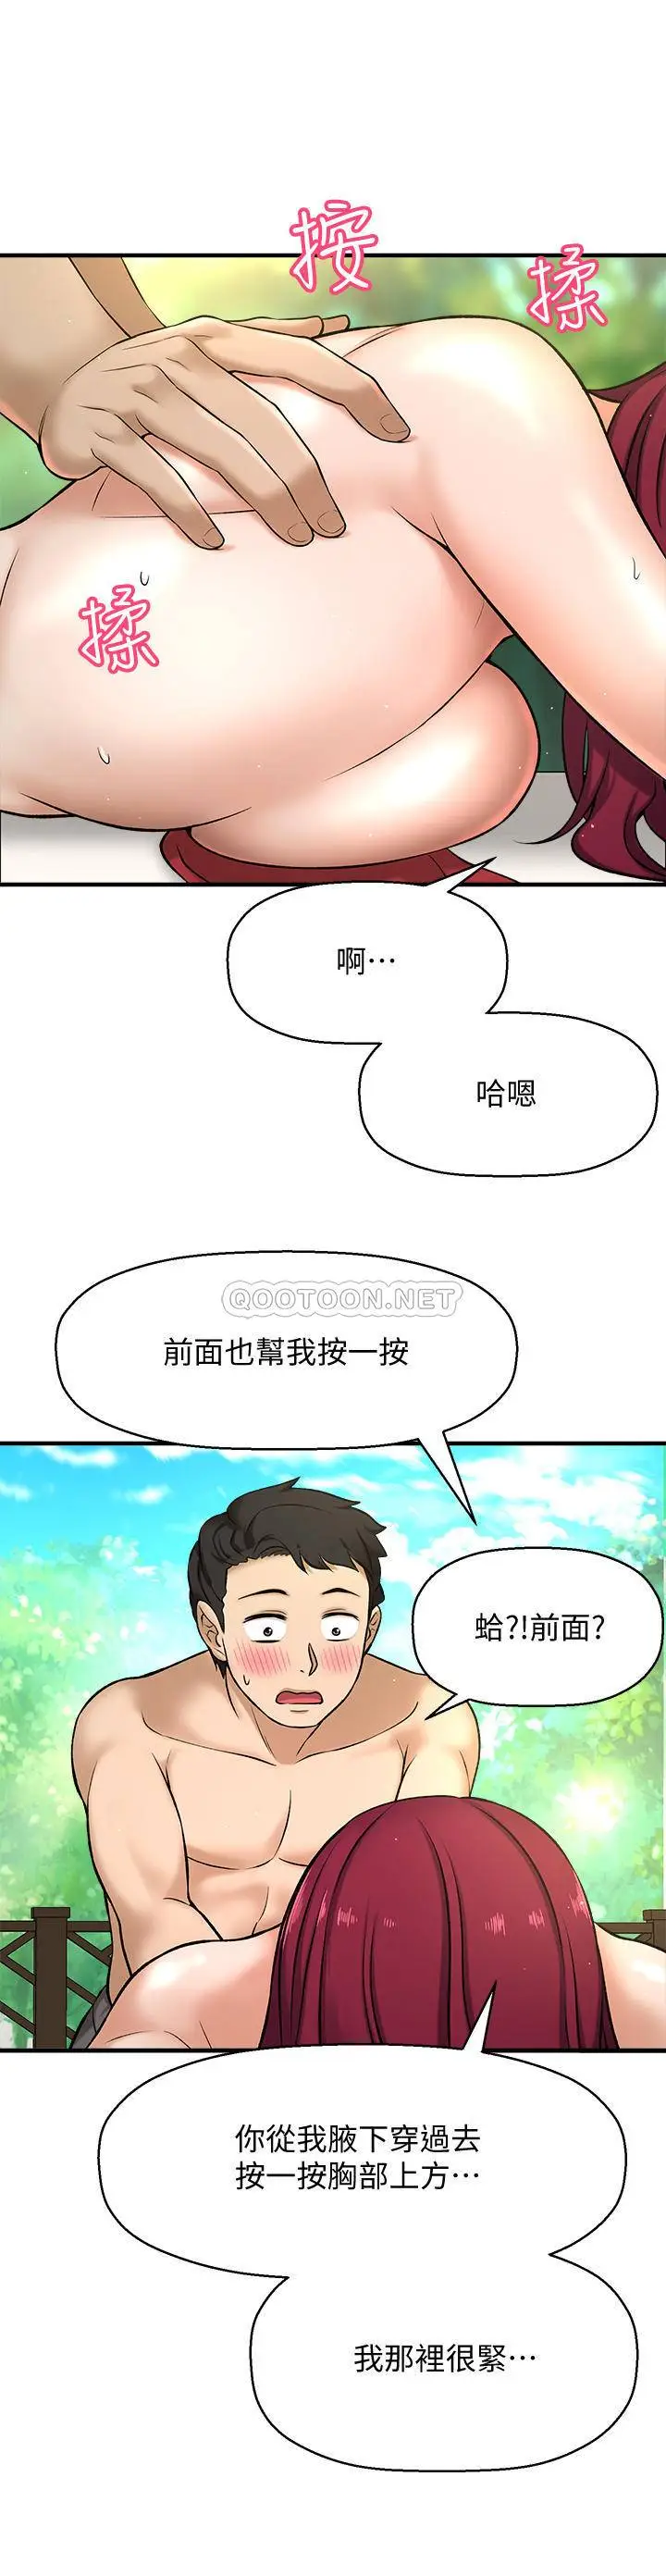 按
揉
揉
啊…
哈嗯
QOOTOON.NET
前面也幫我按一按
蛤?!前面?
你從我腋下穿過去
按一按胸部上方…
我那裡很緊…